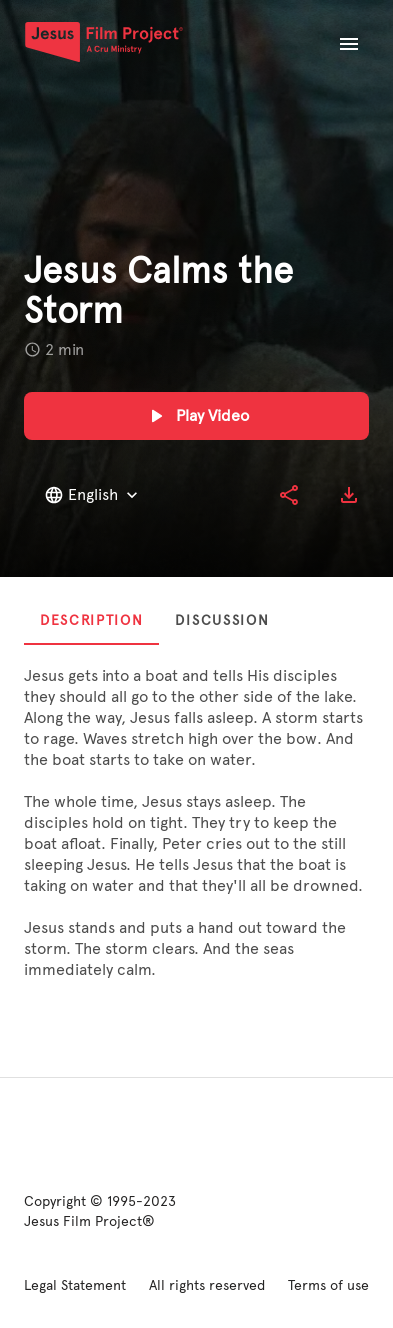 Jesus Film Project®
A Cru Ministry
Jesus Calms the
Storm
2 min
Play Video
English
DESCRIPTION DISCUSSION
Jesus gets into a boat and tells His disciples
they should all go to the other side of the lake.
Along the way, Jesus falls asleep. A storm starts
to rage. Waves stretch high over the bow. And
the boat starts to take on water.
The whole time, Jesus stays asleep. The
disciples hold on tight. They try to keep the
boat afloat. Finally, Peter cries out to the still
sleeping Jesus. He tells Jesus that the boat is
taking on water and that they'll all be drowned.
Jesus stands and puts a hand out toward the
storm. The storm clears. And the seas
immediately calm.
Copyright © 1995-2023
Jesus Film Project®
Legal Statement All rights reserved Terms of use